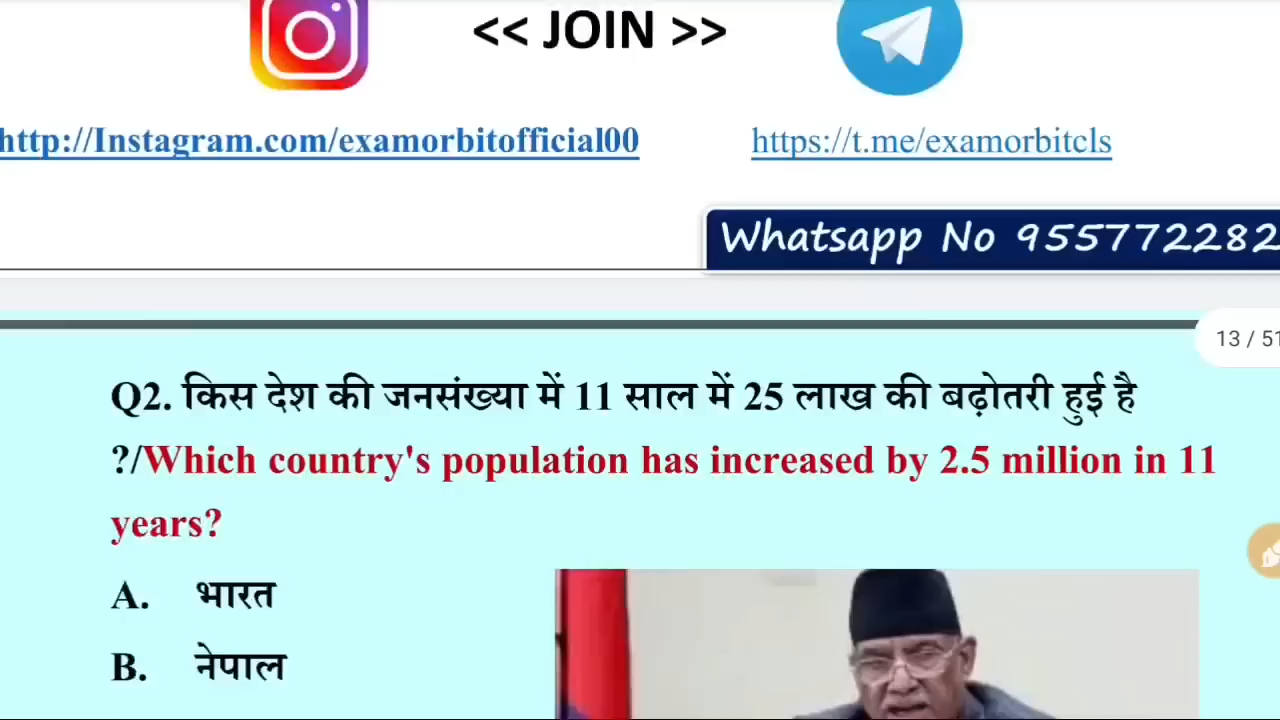 << JOIN >>
http://Instagram.com/examorbitofficial00 https://t.me/examorbitcls
Whatsapp No 955772282
13 / 51
Q2. किस देश की जनसंख्या में 11 साल में 25 लाख की बढ़ोतरी हुई है
?/Which country's population has increased by 2.5 million in 11
years?
A. भारत
B. नेपाल